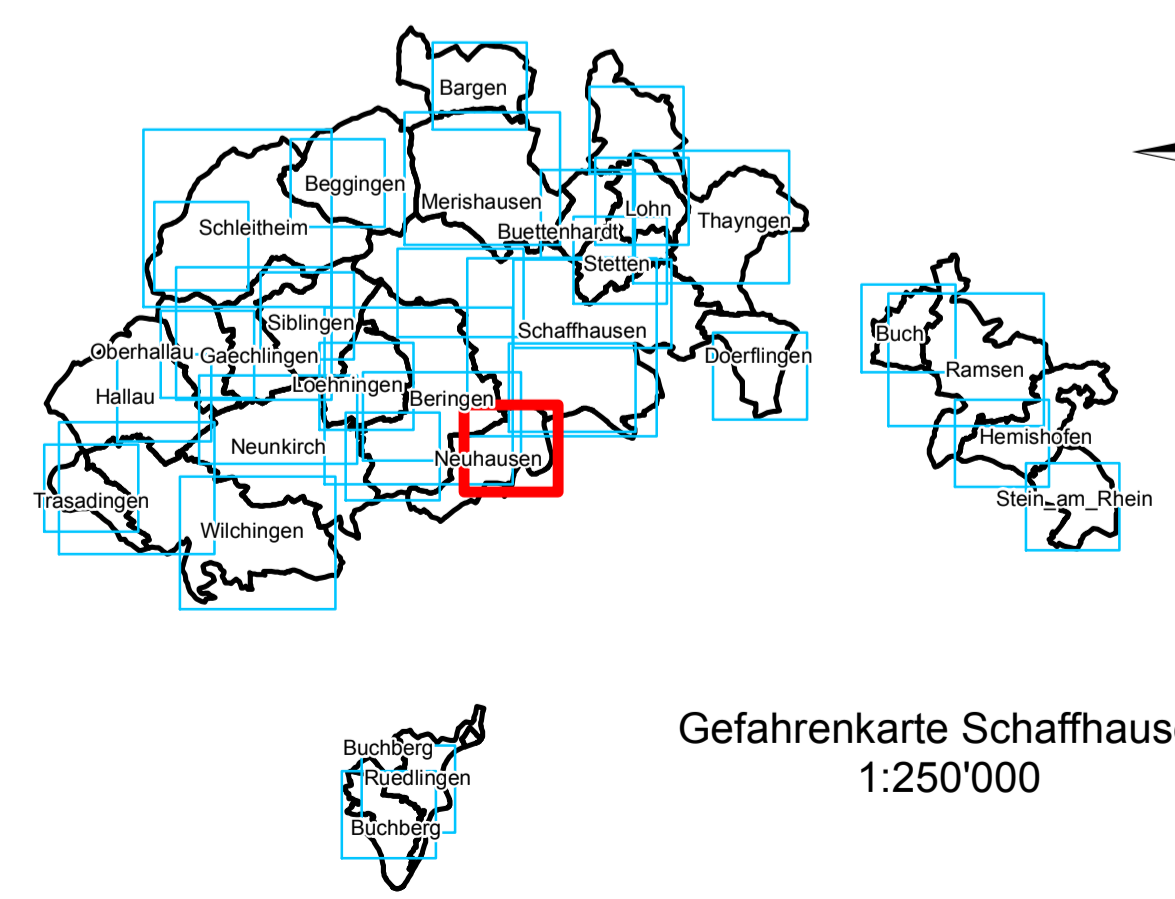 Bargen
Beggingen
Merishausen
Lohn
Thayngen
Schleitheim
Buettenhardt
Stetten
Siblingen
Schaffhausen
Oberhallau
Gaechlingen
Doerflingen
Buch
Ramsen
Loehningen
Hallau
Beringen
Neunkirch
Neuhausen
Hemishofen
Trasadingen
Stein_am_Rhein
Wilchingen
Buchberg
Ruedlingen
Buchberg
Gefahrenkarte Schaffhaus
1:250'000